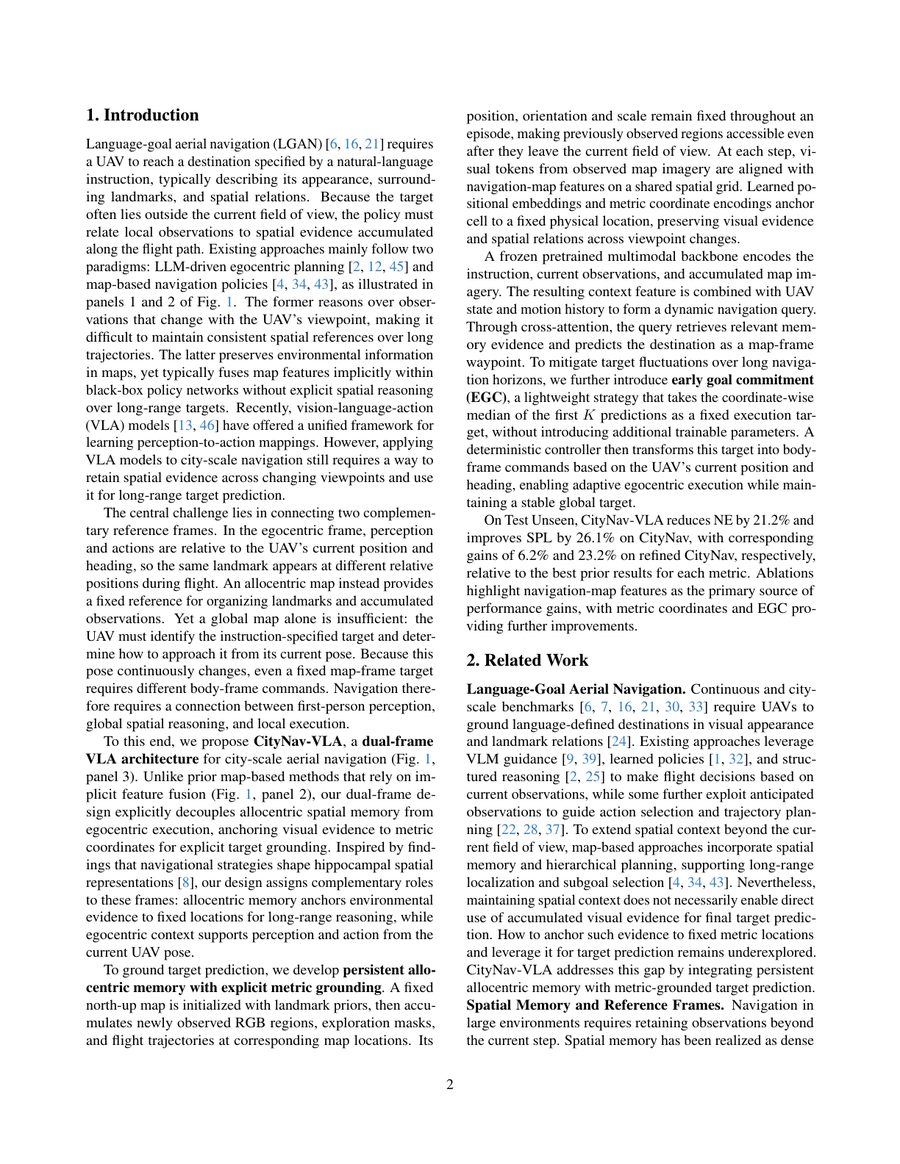 1. Introduction
Language-goal aerial navigation (LGAN) [6, 16, 21] requires
a UAV to reach a destination specified by a natural-language
instruction, typically describing its appearance, surround-
ing landmarks, and spatial relations. Because the target
often lies outside the current field of view, the policy must
relate local observations to spatial evidence accumulated
along the flight path. Existing approaches mainly follow two
paradigms: LLM-driven egocentric planning [2, 12, 45] and
map-based navigation policies [4, 34, 43], as illustrated in
panels 1 and 2 of Fig. 1. The former reasons over obser-
vations that change with the UAV's viewpoint, making it
difficult to maintain consistent spatial references over long
trajectories. The latter preserves environmental information
in maps, yet typically fuses map features implicitly within
black-box policy networks without explicit spatial reasoning
over long-range targets. Recently, vision-language-action
(VLA) models [13, 46] have offered a unified framework for
learning perception-to-action mappings. However, applying
VLA models to city-scale navigation still requires a way to
retain spatial evidence across changing viewpoints and use
it for long-range target prediction.
The central challenge lies in connecting two complemen-
tary reference frames. In the egocentric frame, perception
and actions are relative to the UAV's current position and
heading, so the same landmark appears at different relative
positions during flight. An allocentric map instead provides
a fixed reference for organizing landmarks and accumulated
observations. Yet a global map alone is insufficient: the
UAV must identify the instruction-specified target and deter-
mine how to approach it from its current pose. Because this
pose continuously changes, even a fixed map-frame target
requires different body-frame commands. Navigation there-
fore requires a connection between first-person perception,
global spatial reasoning, and local execution.
To this end, we propose CityNav-VLA, a dual-frame
VLA architecture for city-scale aerial navigation (Fig. 1,
panel 3). Unlike prior map-based methods that rely on im-
plicit feature fusion (Fig. 1, panel 2), our dual-frame de-
sign explicitly decouples allocentric spatial memory from
egocentric execution, anchoring visual evidence to metric
coordinates for explicit target grounding. Inspired by find-
ings that navigational strategies shape hippocampal spatial
representations [8], our design assigns complementary roles
to these frames: allocentric memory anchors environmental
evidence to fixed locations for long-range reasoning, while
egocentric context supports perception and action from the
current UAV pose.
To ground target prediction, we develop persistent allo-
centric memory with explicit metric grounding. A fixed
north-up map is initialized with landmark priors, then accu-
mulates newly observed RGB regions, exploration masks,
and flight trajectories at corresponding map locations. Its
position, orientation and scale remain fixed throughout an
episode, making previously observed regions accessible even
after they leave the current field of view. At each step, vi-
sual tokens from observed map imagery are aligned with
navigation-map features on a shared spatial grid. Learned po-
sitional embeddings and metric coordinate encodings anchor
cell to a fixed physical location, preserving visual evidence
and spatial relations across viewpoint changes.
A frozen pretrained multimodal backbone encodes the
instruction, current observations, and accumulated map im-
agery. The resulting context feature is combined with UAV
state and motion history to form a dynamic navigation query.
Through cross-attention, the query retrieves relevant mem-
ory evidence and predicts the destination as a map-frame
waypoint. To mitigate target fluctuations over long naviga-
tion horizons, we further introduce early goal commitment
(EGC), a lightweight strategy that takes the coordinate-wise
median of the first K predictions as a fixed execution tar-
get, without introducing additional trainable parameters. A
deterministic controller then transforms this target into body-
frame commands based on the UAV's current position and
heading, enabling adaptive egocentric execution while main-
taining a stable global target.
On Test Unseen, CityNav-VLA reduces NE by 21.2% and
improves SPL by 26.1% on CityNav, with corresponding
gains of 6.2% and 23.2% on refined CityNav, respectively,
relative to the best prior results for each metric. Ablations
highlight navigation-map features as the primary source of
performance gains, with metric coordinates and EGC pro-
viding further improvements.
2. Related Work
Language-Goal Aerial Navigation. Continuous and city-
scale benchmarks [6, 7, 16, 21, 30, 33] require UAVs to
ground language-defined destinations in visual appearance
and landmark relations [24]. Existing approaches leverage
VLM guidance [9, 39], learned policies [1, 32], and struc-
tured reasoning [2, 25] to make flight decisions based on
current observations, while some further exploit anticipated
observations to guide action selection and trajectory plan-
ning [22, 28, 37]. To extend spatial context beyond the cur-
rent field of view, map-based approaches incorporate spatial
memory and hierarchical planning, supporting long-range
localization and subgoal selection [4, 34, 43]. Nevertheless,
maintaining spatial context does not necessarily enable direct
use of accumulated visual evidence for final target predic-
tion. How to anchor such evidence to fixed metric locations
and leverage it for target prediction remains underexplored.
CityNav-VLA addresses this gap by integrating persistent
allocentric memory with metric-grounded target prediction.
Spatial Memory and Reference Frames. Navigation in
large environments requires retaining observations beyond
the current step. Spatial memory has been realized as dense
2